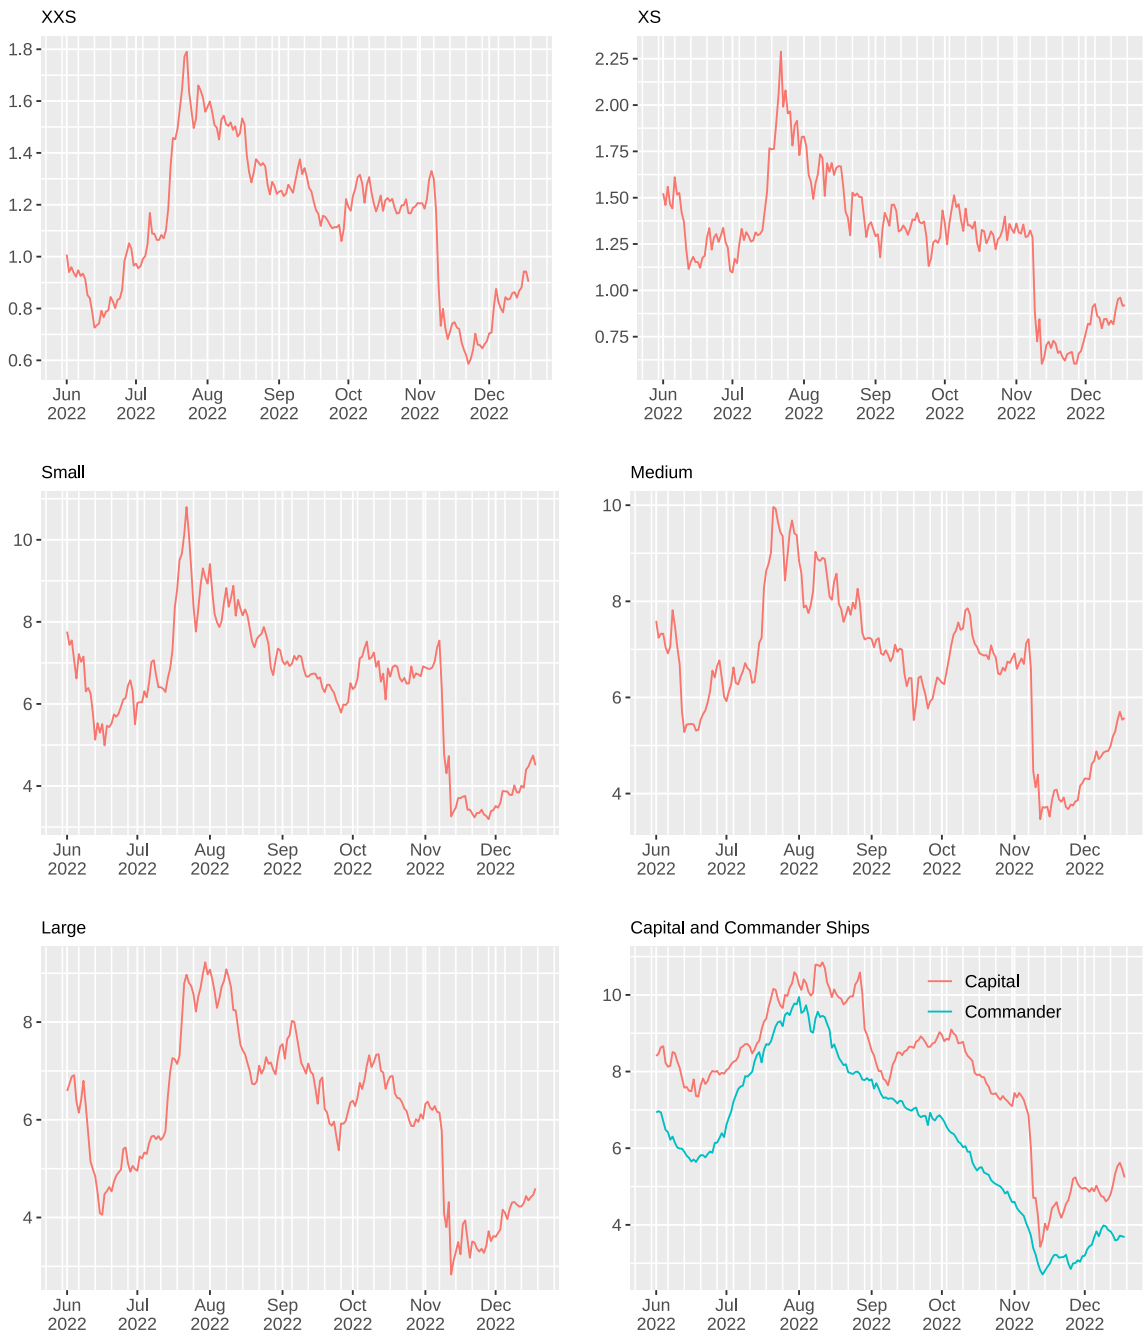 XXS
1.8
1.6
1.4
1.2
1.0
0.8
0.6
Jun Jul Aug Sep Oct Nov Dec
2022 2022 2022 2022 2022 2022 2022
XS
2.25
2.00
1.75
1.50
1.25
1.00
0.75
Jun Jul Aug Sep Oct Nov Dec
2022 2022 2022 2022 2022 2022 2022
Small
10
8
6
4
Jun Jul Aug Sep Oct Nov Dec
2022 2022 2022 2022 2022 2022 2022
Medium
10
8
6
4
Jun Jul Aug Sep Oct Nov Dec
2022 2022 2022 2022 2022 2022 2022
Large
8
6
4
Jun Jul Aug Sep Oct Nov Dec
2022 2022 2022 2022 2022 2022 2022
Capital and Commander Ships
Capital
Commander
10
8
6
4
Jun Jul Aug Sep Oct Nov Dec
2022 2022 2022 2022 2022 2022 2022